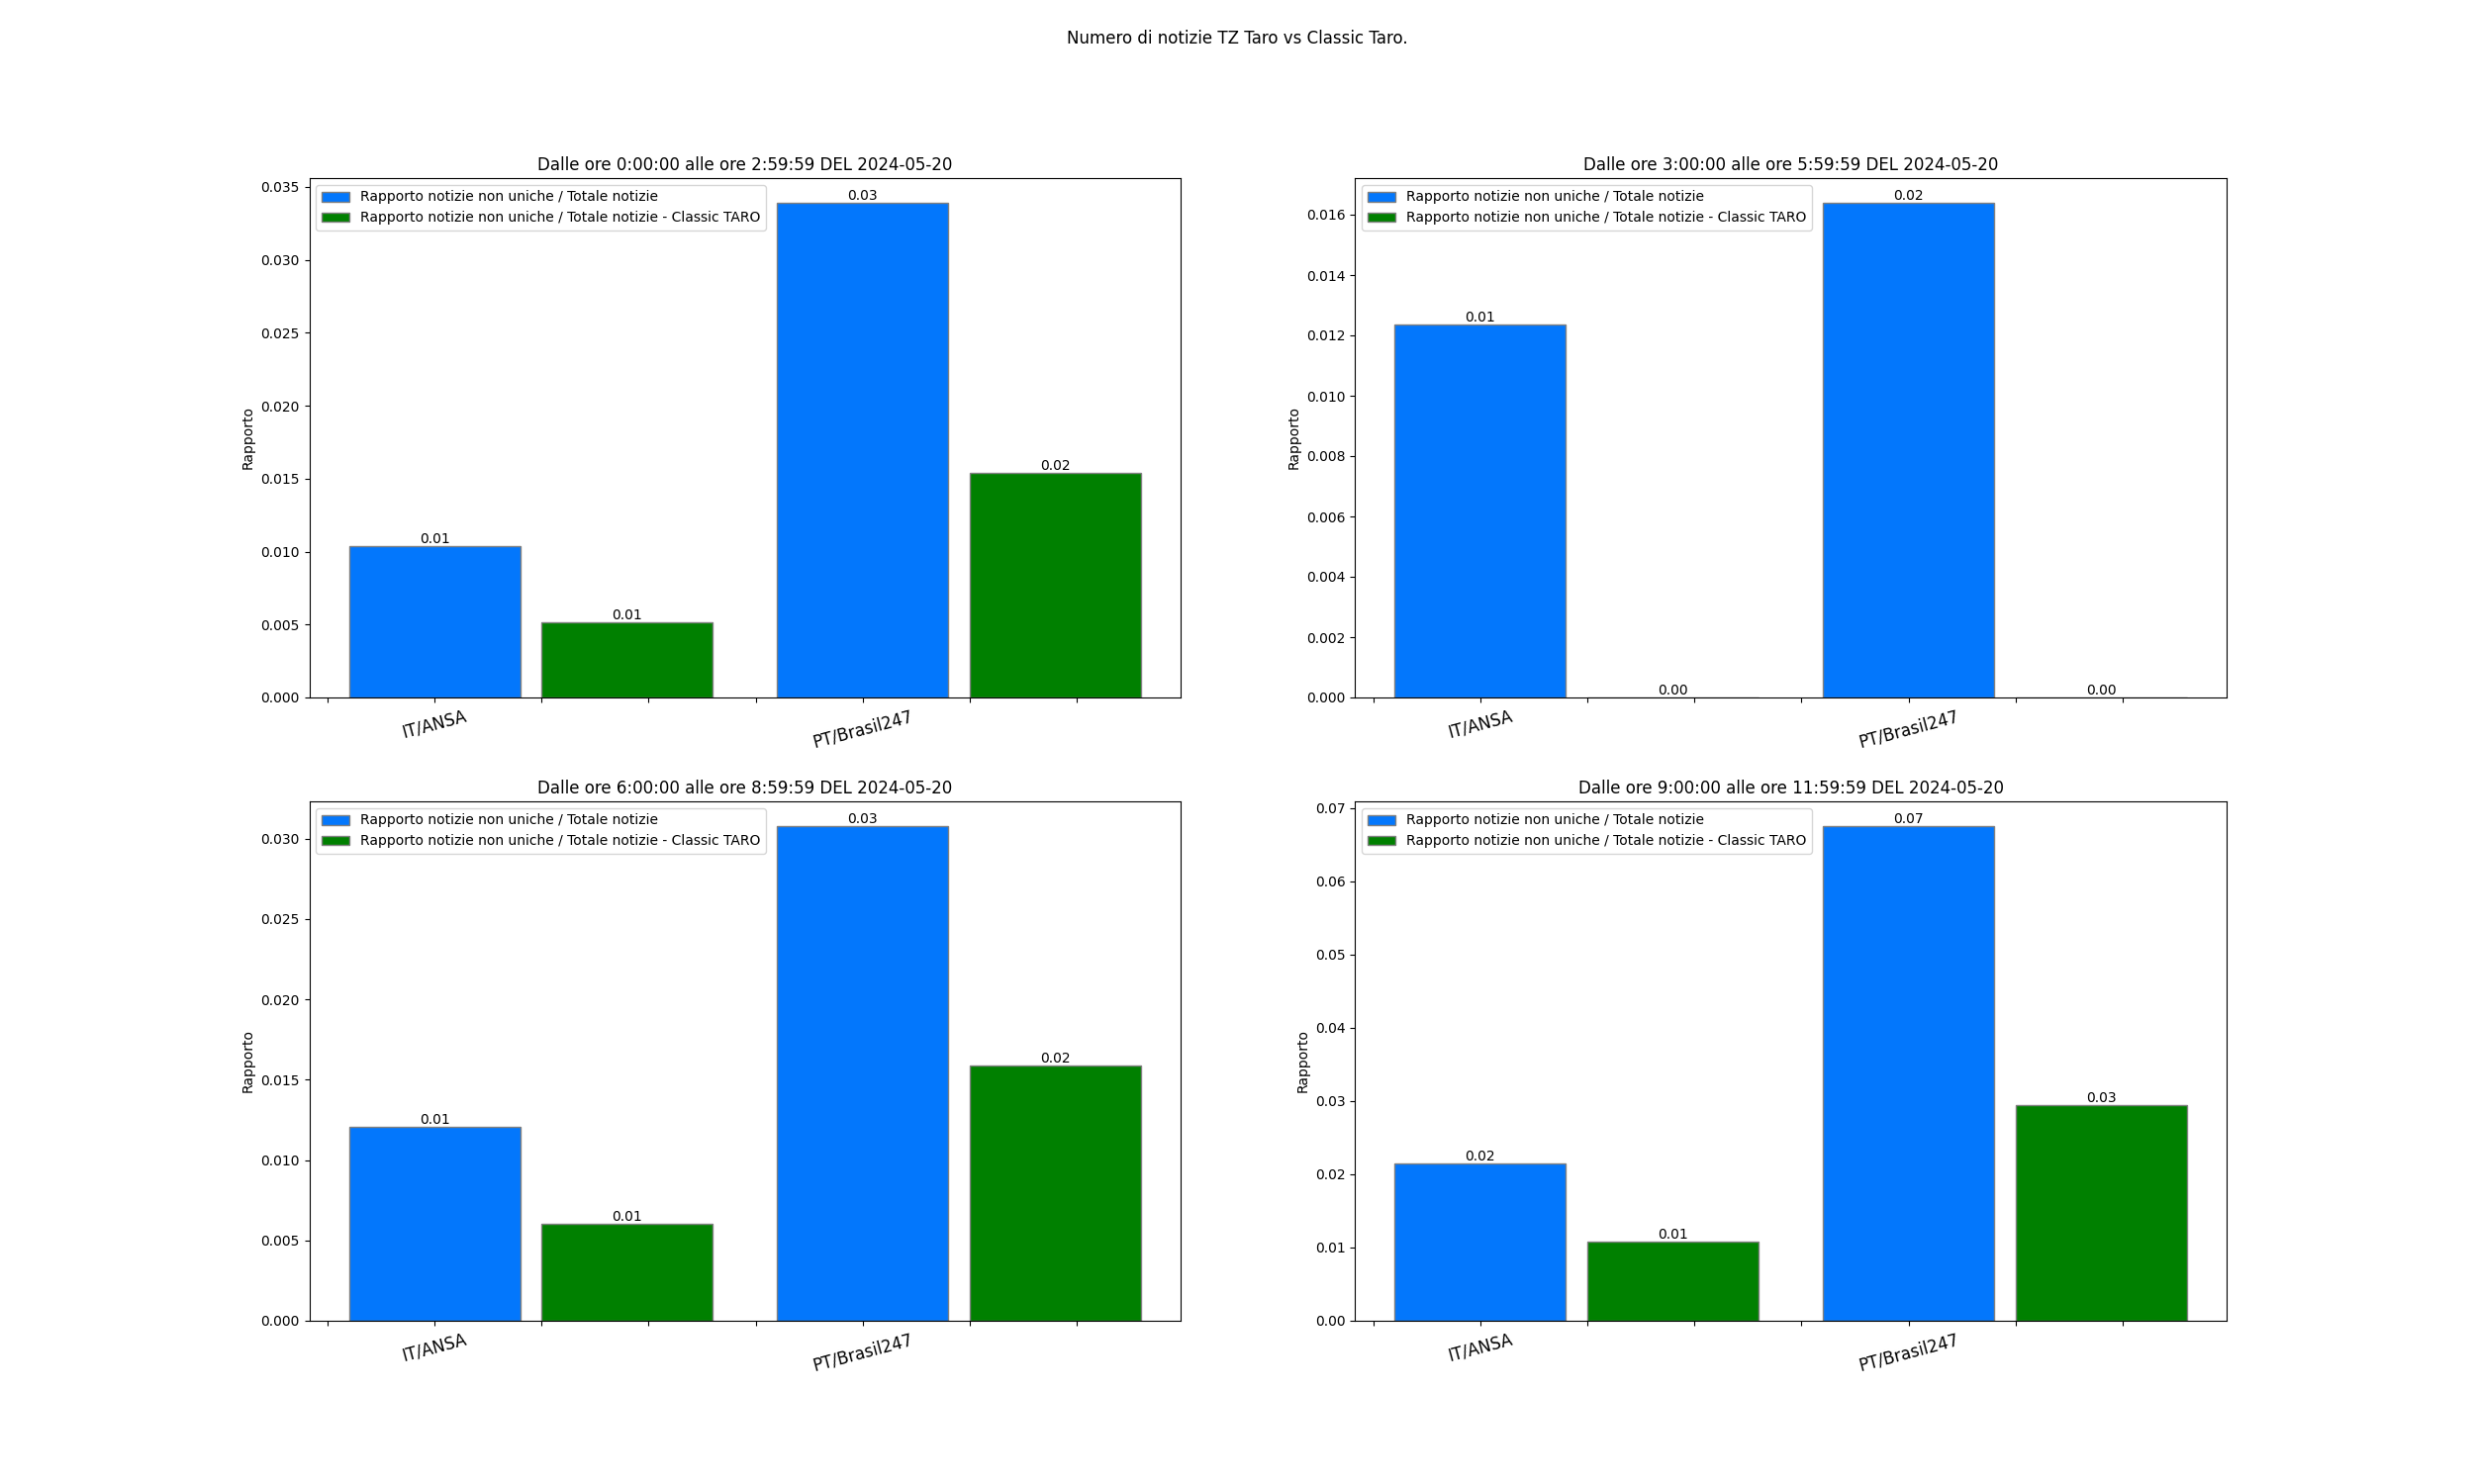 Numero di notizie TZ Taro vs Classic Taro.
Dalle ore 0:00:00 alle ore 2:59:59 DEL 2024-05-20
Rapporto notizie non uniche / Totale notizie
Rapporto notizie non uniche / Totale notizie - Classic TARO
Rapporto
0.035
0.030
0.025
0.020
0.015
0.010
0.005
0.000
0.01
0.01
0.03
0.02
IT/ANSA
PT/Brasil247
Dalle ore 3:00:00 alle ore 5:59:59 DEL 2024-05-20
Rapporto notizie non uniche / Totale notizie
Rapporto notizie non uniche / Totale notizie - Classic TARO
Rapporto
0.016
0.014
0.012
0.010
0.008
0.006
0.004
0.002
0.000
0.01
0.00
0.02
0.00
IT/ANSA
PT/Brasil247
Dalle ore 6:00:00 alle ore 8:59:59 DEL 2024-05-20
Rapporto notizie non uniche / Totale notizie
Rapporto notizie non uniche / Totale notizie - Classic TARO
Rapporto
0.030
0.025
0.020
0.015
0.010
0.005
0.000
0.01
0.01
0.03
0.02
IT/ANSA
PT/Brasil247
Dalle ore 9:00:00 alle ore 11:59:59 DEL 2024-05-20
Rapporto notizie non uniche / Totale notizie
Rapporto notizie non uniche / Totale notizie - Classic TARO
Rapporto
0.07
0.06
0.05
0.04
0.03
0.02
0.01
0.00
0.02
0.01
0.07
0.03
IT/ANSA
PT/Brasil247